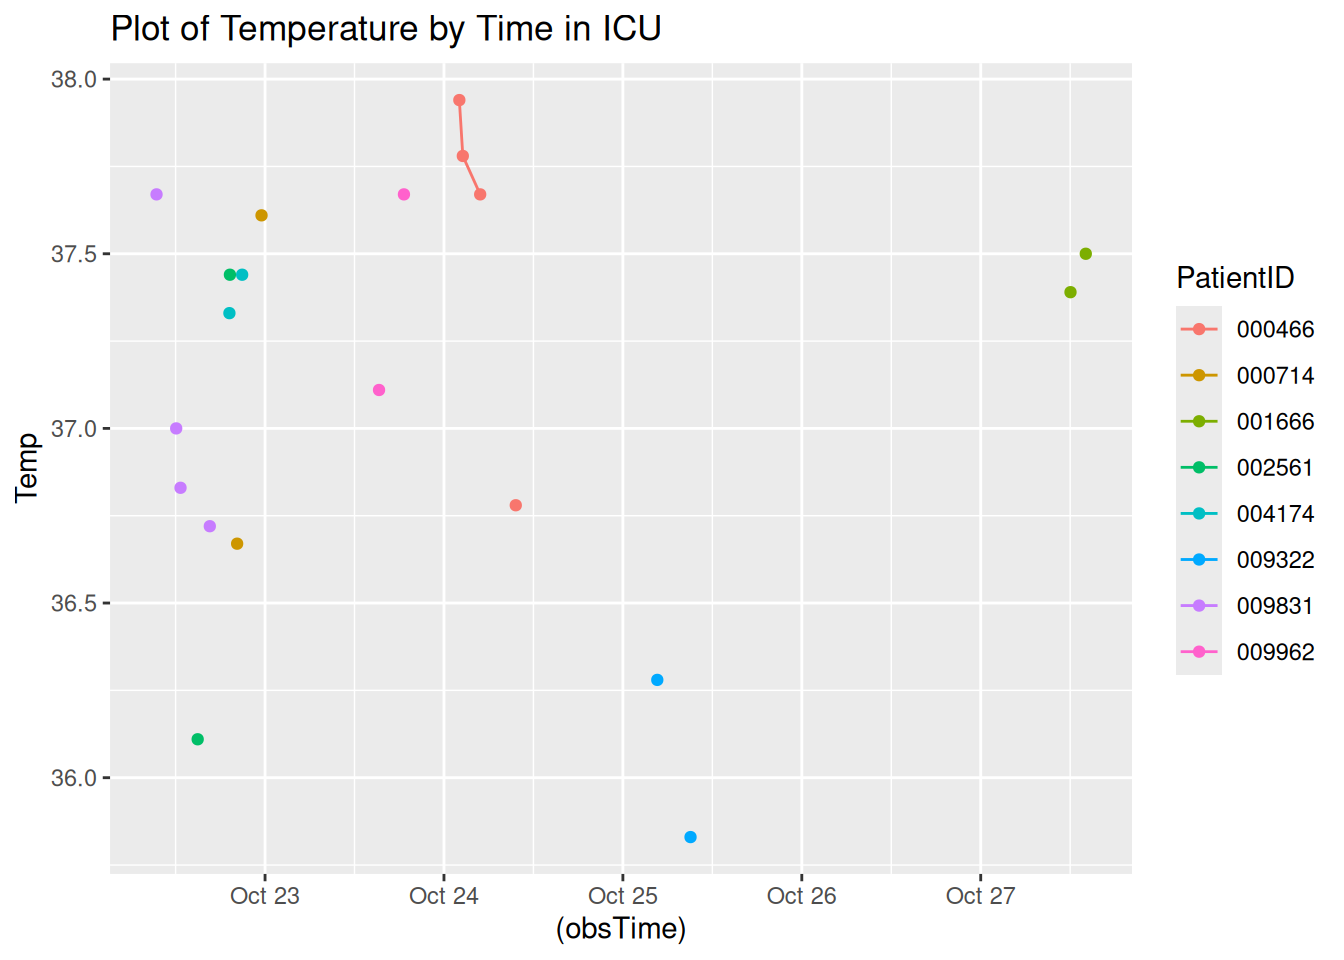 Plot of Temperature by Time in ICU
38.0
37.5
37.0
36.5
36.0
Temp
Oct 23 Oct 24 Oct 25 Oct 26 Oct 27
(obsTime)
PatientID
000466
000714
001666
002561
004174
009322
009831
009962